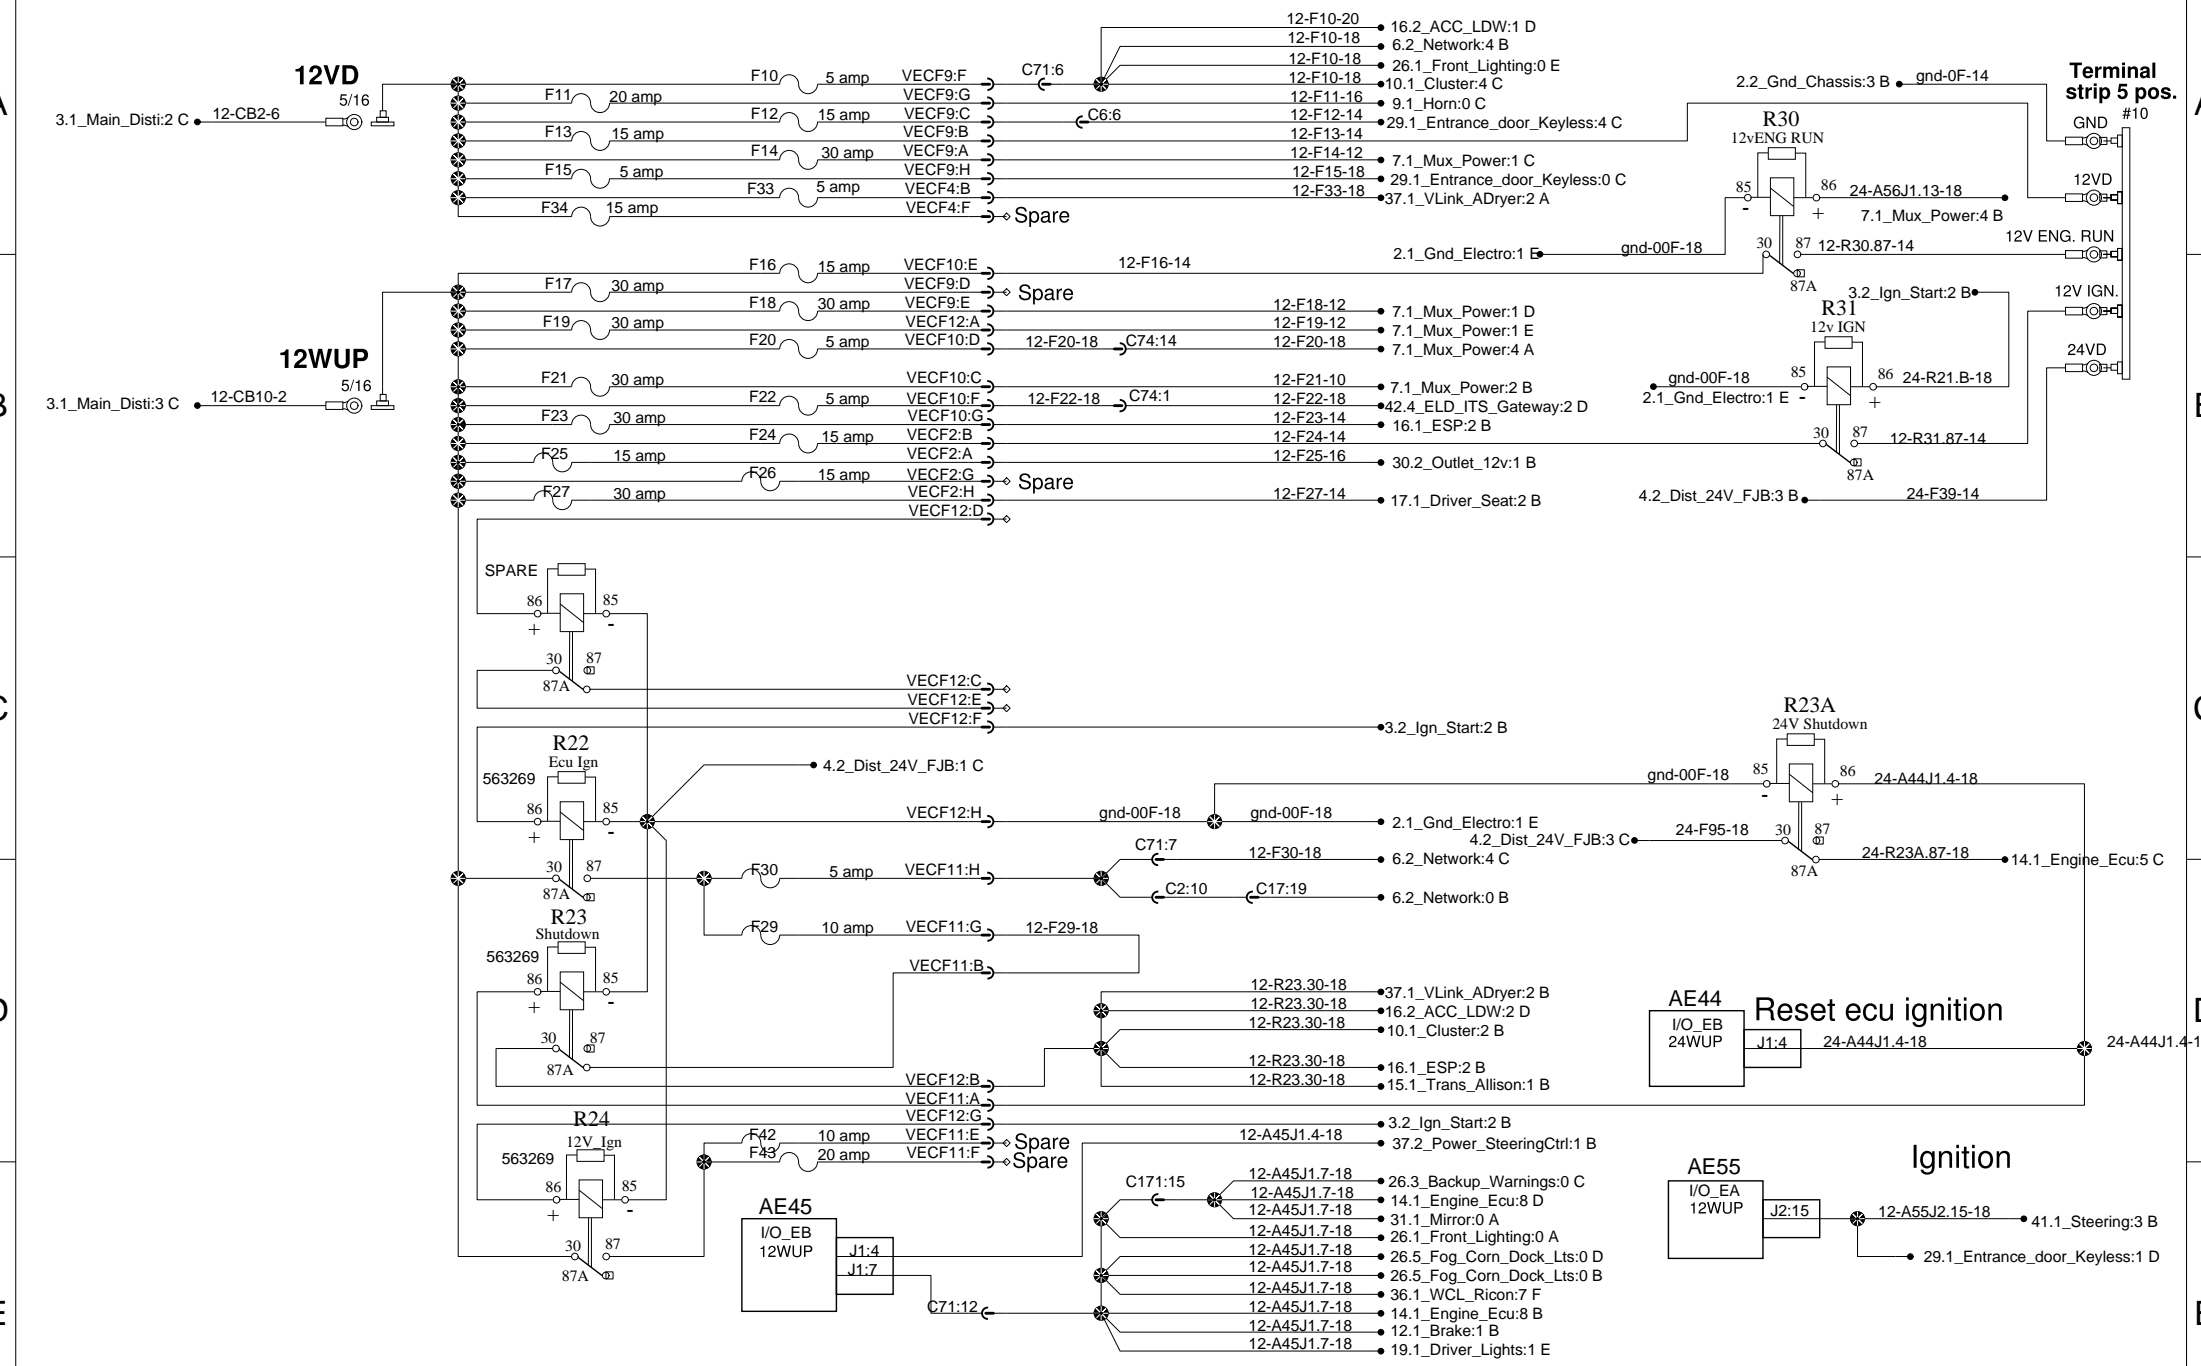 12VD
5/16
3.1_Main_Disti:2 C 12-CB2-6
F10 5 amp VECF9:F C71:6
12-F10-20 16.2_ACC_LDW:1 D
12-F10-18 6.2_Network:4 B
12-F10-18 26.1_Front_Lighting:0 E
12-F10-18 10.1_Cluster:4 C
F11 20 amp VECF9:G 12-F11-16 9.1_Horn:0 C
F12 15 amp VECF9:C C6:6 12-F12-14 29.1_Entrance_door_Keyless:4 C
F13 15 amp VECF9:B 12-F13-14
F14 30 amp VECF9:A 12-F14-12 7.1_Mux_Power:1 C
F15 5 amp VECF9:H 12-F15-18 29.1_Entrance_door_Keyless:0 C
F33 5 amp VECF4:B 12-F33-18 37.1_VLink_ADryer:2 A
F34 15 amp VECF4:F Spare
2.2_Gnd_Chassis:3 B gnd-0F-14
Terminal
strip 5 pos.
#10
GND
12VD
12V ENG. RUN
12V IGN.
24VD
R30
12vENG RUN
85 86 24-A56J1.13-18
- +
7.1_Mux_Power:4 B
2.1_Gnd_Electro:1 E gnd-00F-18
30 87 12-R30.87-14
87A
12WUP
5/16
3.1_Main_Disti:3 C 12-CB10-2
F16 15 amp VECF10:E 12-F16-14
F17 30 amp VECF9:D Spare
F18 30 amp VECF9:E 12-F18-12 7.1_Mux_Power:1 D
F19 30 amp VECF12:A 12-F19-12 7.1_Mux_Power:1 E
F20 5 amp VECF10:D 12-F20-18 C74:14 12-F20-18 7.1_Mux_Power:4 A
F21 30 amp VECF10:C 12-F21-10 7.1_Mux_Power:2 B
F22 5 amp VECF10:F 12-F22-18 C74:1 12-F22-18 42.4_ELD_ITS_Gateway:2 D
F23 30 amp VECF10:G 12-F23-14 16.1_ESP:2 B
F24 15 amp VECF2:B 12-F24-14
F25 15 amp VECF2:A 12-F25-16 30.2_Outlet_12v:1 B
F26 15 amp VECF2:G Spare
F27 30 amp VECF2:H 12-F27-14 17.1_Driver_Seat:2 B
VECF12:D
3.2_Ign_Start:2 B
R31
12v IGN
gnd-00F-18 85 86 24-R21.B-18
2.1_Gnd_Electro:1 E - +
30 87 12-R31.87-14
87A
4.2_Dist_24V_FJB:3 B 24-F39-14
SPARE
86 85
+ -
30 87
87A
VECF12:C
VECF12:E
VECF12:F 3.2_Ign_Start:2 B
R22
Ecu Ign
563269
4.2_Dist_24V_FJB:1 C
86 85
+ -
VECF12:H gnd-00F-18 gnd-00F-18 2.1_Gnd_Electro:1 E
30 87
87A
F30 5 amp VECF11:H
C71:7 12-F30-18 6.2_Network:4 C
C2:10 C17:19 6.2_Network:0 B
F29 10 amp VECF11:G 12-F29-18
VECF11:B
R23A
24V Shutdown
gnd-00F-18 85 86 24-A44J1.4-18
- +
4.2_Dist_24V_FJB:3 C 24-F95-18 30 87
87A
24-R23A.87-18 14.1_Engine_Ecu:5 C
R23
Shutdown
563269
86 85
+ -
30 87
87A
12-R23.30-18 37.1_VLink_ADryer:2 B
12-R23.30-18 16.2_ACC_LDW:2 D
12-R23.30-18 10.1_Cluster:2 B
12-R23.30-18 16.1_ESP:2 B
12-R23.30-18 15.1_Trans_Allison:1 B
VECF12:B
VECF11:A
VECF12:G 3.2_Ign_Start:2 B
AE44
Reset ecu ignition
I/O_EB
24WUP
J1:4 24-A44J1.4-18
24-A44J1.4-1
R24
12V_Ign
563269
86 85
+ -
30 87
87A
F42 10 amp VECF11:E Spare
F43 20 amp VECF11:F Spare
12-A45J1.4-18 37.2_Power_SteeringCtrl:1 B
AE45
I/O_EB
12WUP
J1:4
J1:7
C71:12
C171:15
12-A45J1.7-18 26.3_Backup_Warnings:0 C
12-A45J1.7-18 14.1_Engine_Ecu:8 D
12-A45J1.7-18 31.1_Mirror:0 A
12-A45J1.7-18 26.1_Front_Lighting:0 A
12-A45J1.7-18 26.5_Fog_Corn_Dock_Lts:0 D
12-A45J1.7-18 26.5_Fog_Corn_Dock_Lts:0 B
12-A45J1.7-18 36.1_WCL_Ricon:7 F
12-A45J1.7-18 14.1_Engine_Ecu:8 B
12-A45J1.7-18 12.1_Brake:1 B
12-A45J1.7-18 19.1_Driver_Lights:1 E
Ignition
AE55
I/O_EA
12WUP
J2:15 12-A55J2.15-18 41.1_Steering:3 B
29.1_Entrance_door_Keyless:1 D